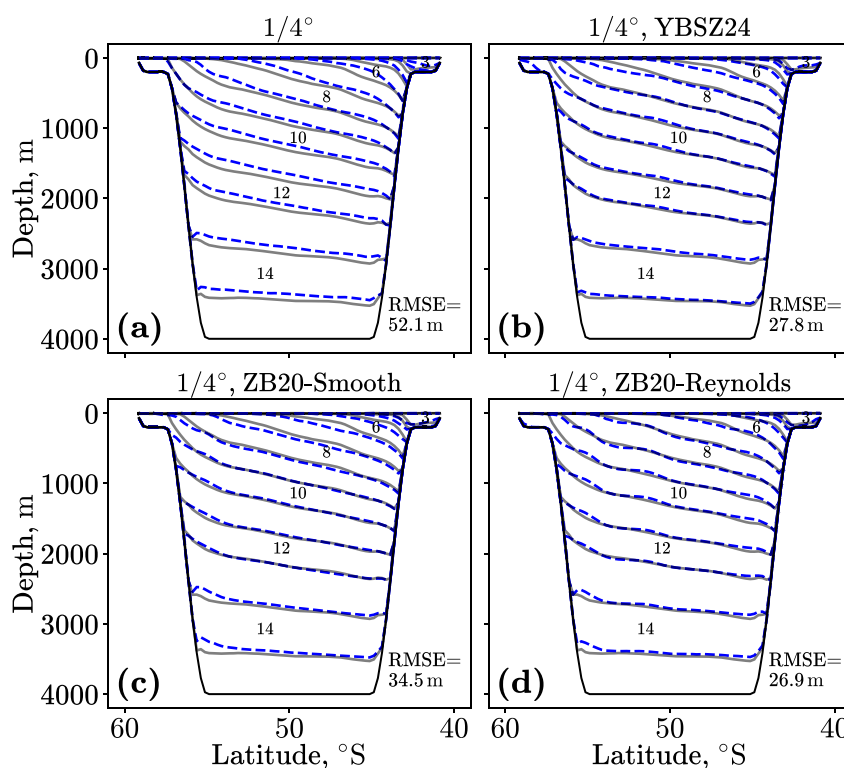 1/4°
1/4°, YBSZ24
0
1000
2000
3000
4000
Depth, m
3
6
8
10
12
14
RMSE=
52.1 m
(a)
3
6
8
10
12
14
RMSE=
27.8 m
(b)
1/4°, ZB20-Smooth
1/4°, ZB20-Reynolds
0
1000
2000
3000
4000
Depth, m
3
6
8
10
12
14
RMSE=
34.5 m
(c)
3
6
8
10
12
14
RMSE=
26.9 m
(d)
60
50
40
60
50
40
Latitude, °S
Latitude, °S